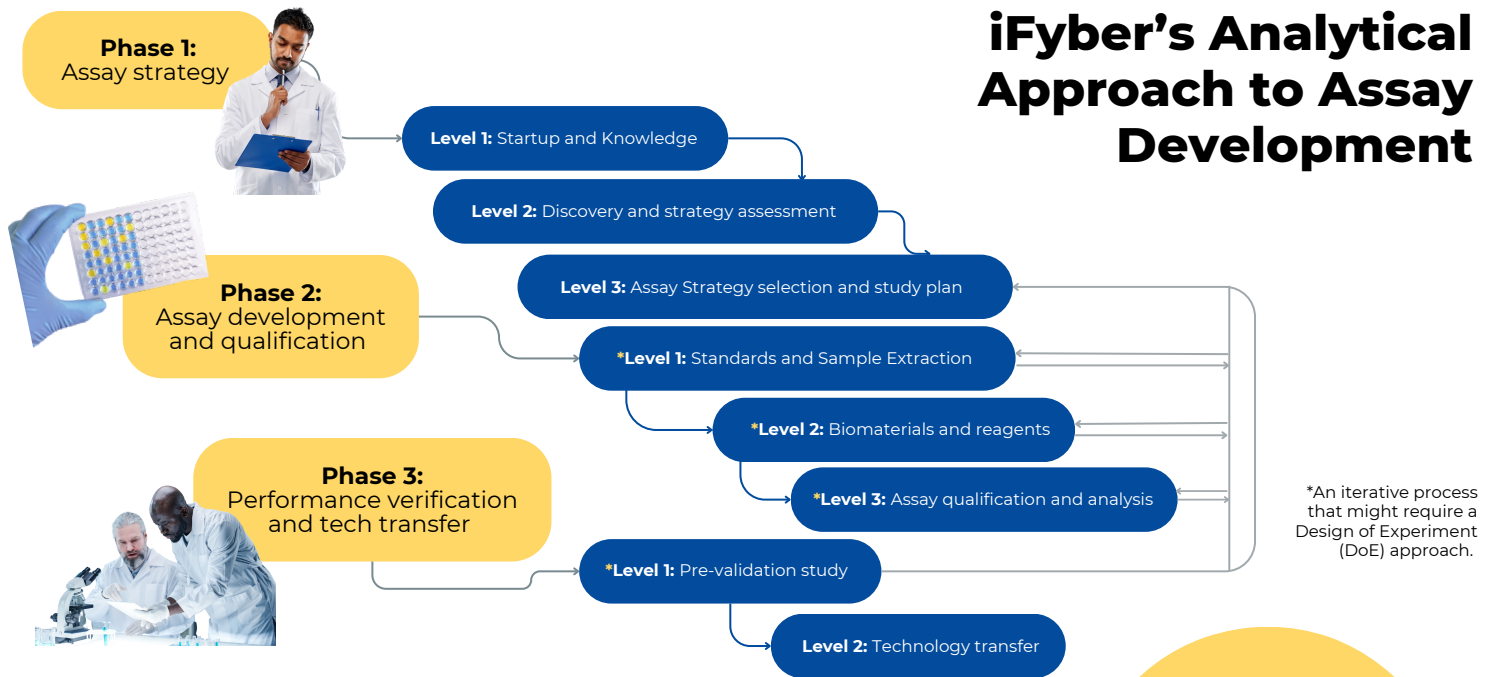 iFyber’s Analytical
Approach to Assay
Development
Phase 1:
Assay strategy
Level 1: Startup and Knowledge
Level 2: Discovery and strategy assessment
Level 3: Assay Strategy selection and study plan
Phase 2:
Assay development
and qualification
*Level 1: Standards and Sample Extraction
*Level 2: Biomaterials and reagents
*Level 3: Assay qualification and analysis
Phase 3:
Performance verification
and tech transfer
*Level 1: Pre-validation study
Level 2: Technology transfer
*An iterative process
that might require a
Design of Experiment
(DoE) approach.